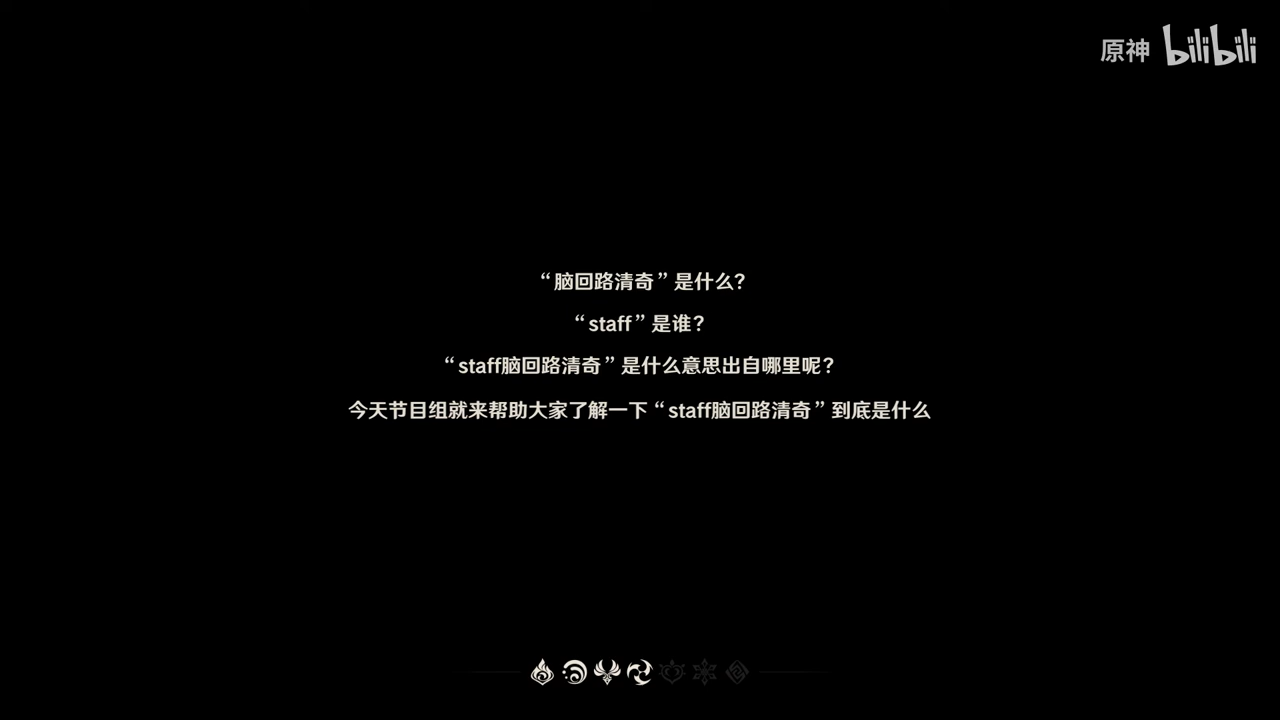 原神 bilibili
“脑回路清奇”是什么？
“staff”是谁？
“staff脑回路清奇”是什么意思出自哪里呢？
今天节目组就来帮助大家了解一下“staff脑回路清奇”到底是什么